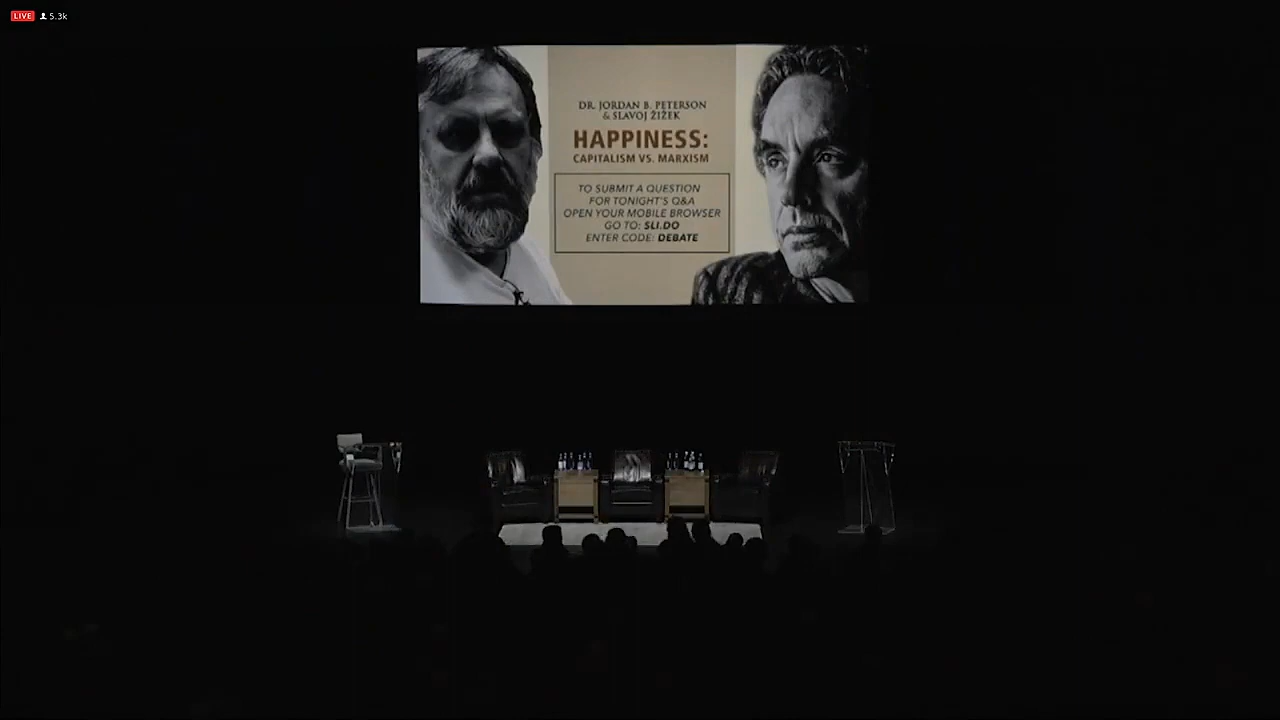 LIVE 5.3k
DR. JORDAN B. PETERSON
& SLAVOJ ŽIŽEK
HAPPINESS:
CAPITALISM VS. MARXISM
TO SUBMIT A QUESTION
FOR TONIGHT'S Q&A
OPEN YOUR MOBILE BROWSER
GO TO: SLI.DO
ENTER CODE: DEBATE